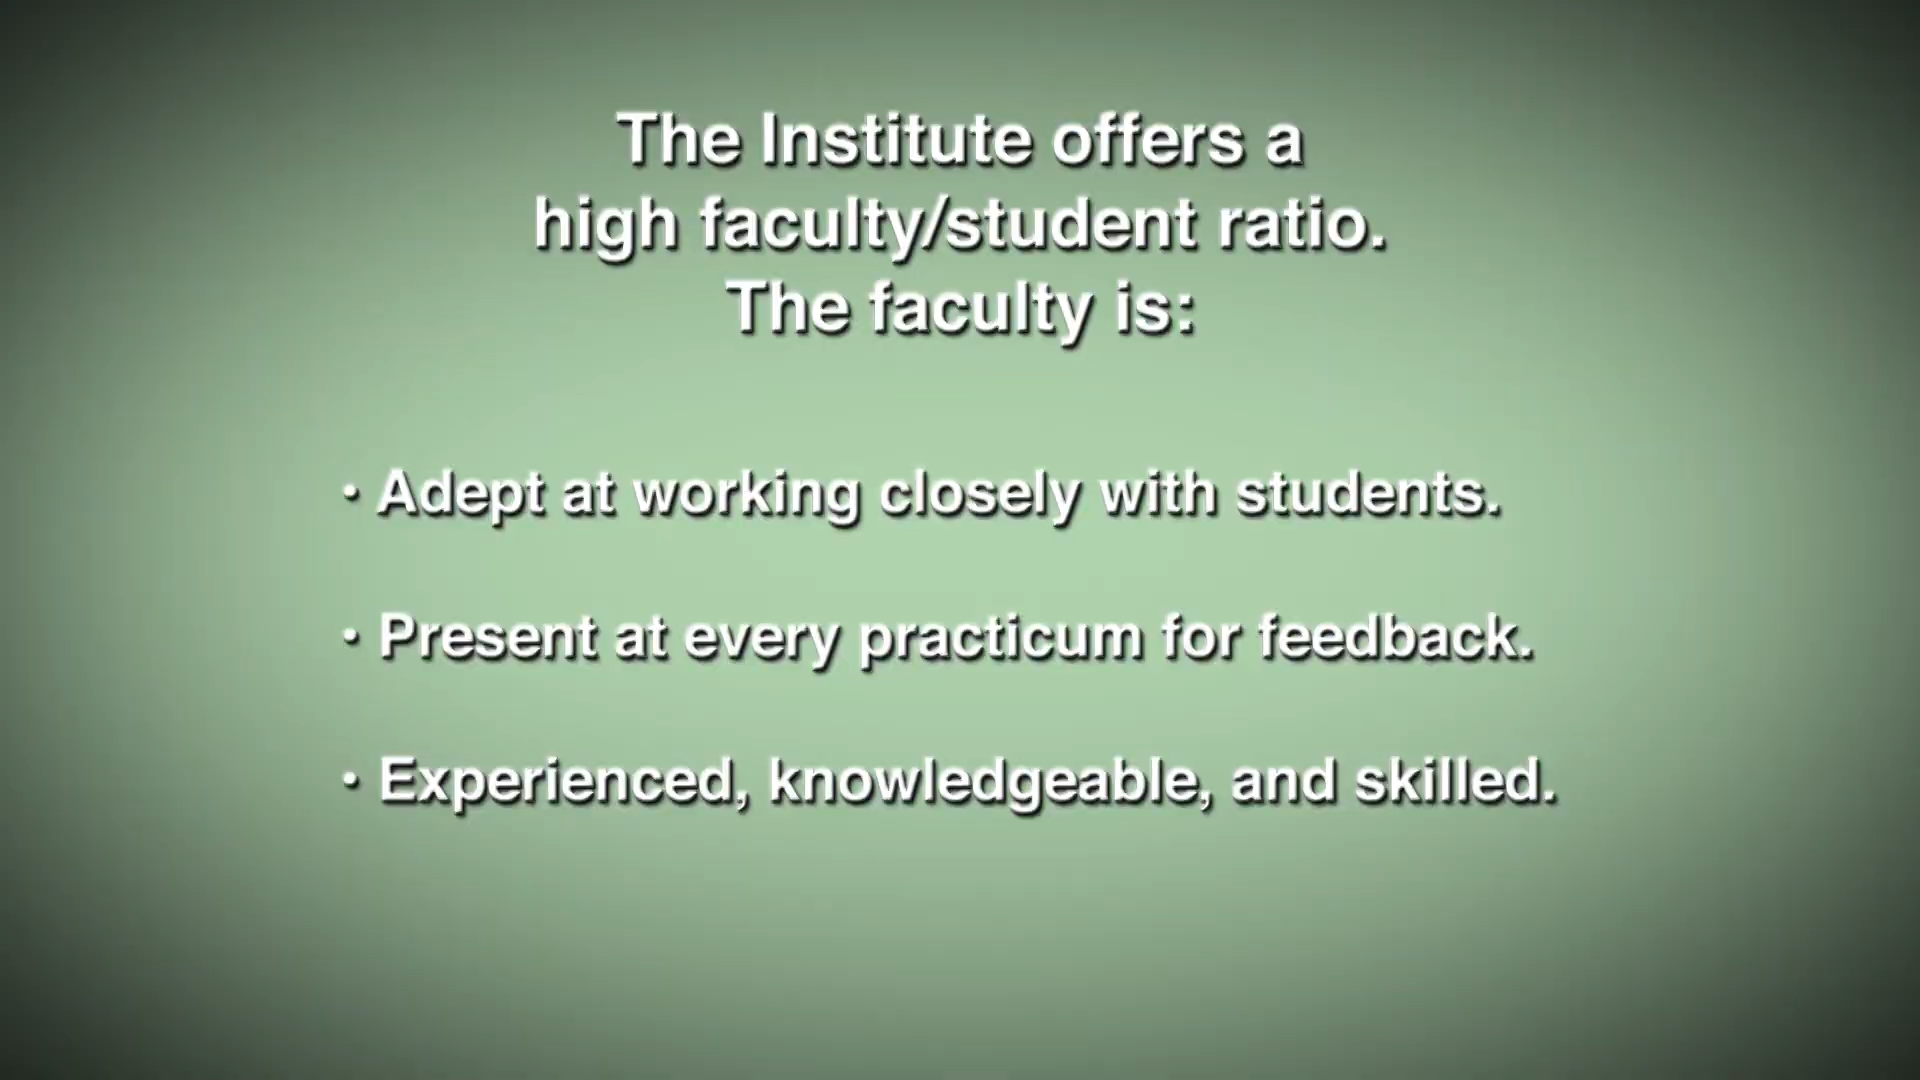 The Institute offers a
high faculty/student ratio.
The faculty is:
• Adept at working closely with students.
• Present at every practicum for feedback.
• Experienced, knowledgeable, and skilled.